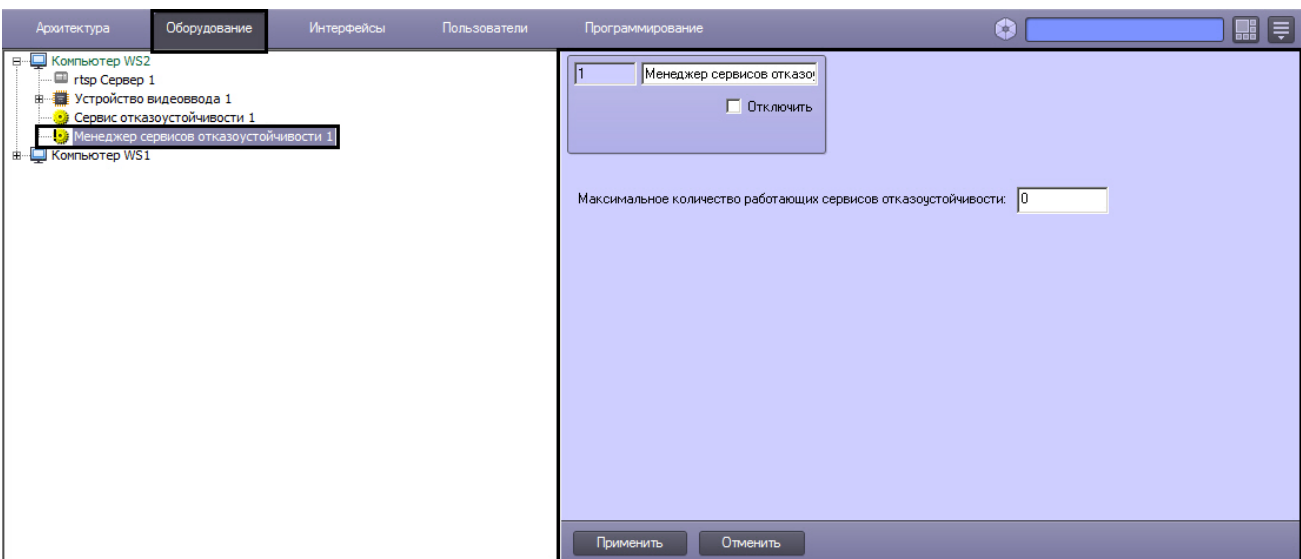 Архитектура Оборудование Интерфейсы Пользователи Программирование
Компьютер WS2
rtsp Сервер 1
Устройство видеоввода 1
Сервис отказоустойчивости 1
Менеджер сервисов отказоустойчивости 1
Компьютер WS1
1 Менеджер сервисов отказоу
Отключить
Максимальное количество работающих сервисов отказоустойчивости: 0
Применить Отменить